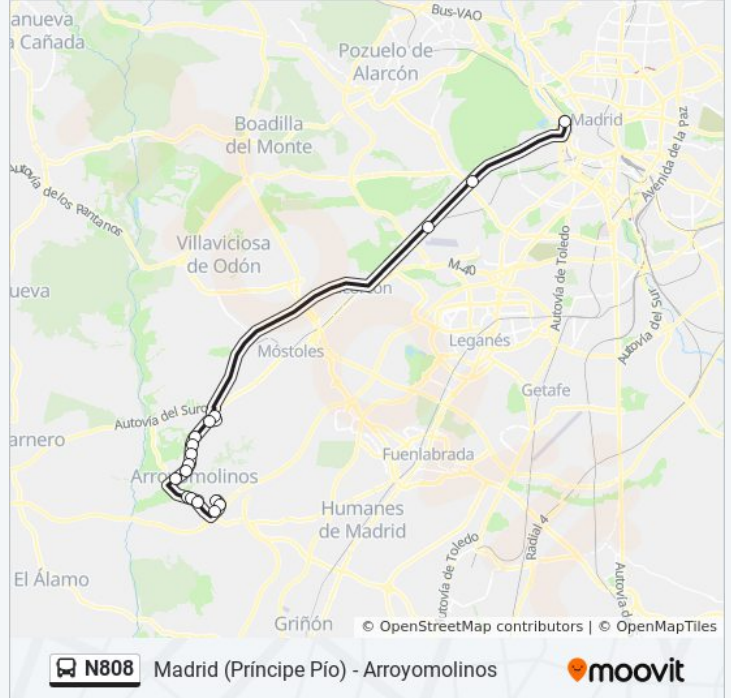 anueva
a Cañada
Bus-VAO
Pozuelo de
Alarcón
Madrid
Boadilla
del Monte
Avenida de la Paz
Autovía de los Pantanos
Villaviciosa
de Odón
M-40
Autovía de Toledo
ueva
Autovía del Sur
Leganés
Móstoles
Getafe
Autovía del Suro
arnero
Fuenlabrada
Arroyomolinos
Humanes
de Madrid
Radial 4
utovía de Toledo
El Álamo
Autovía d
Griñón
© OpenStreetMap contributors | © OpenMapTiles
N808 Madrid (Príncipe Pío) - Arroyomolinos moovit